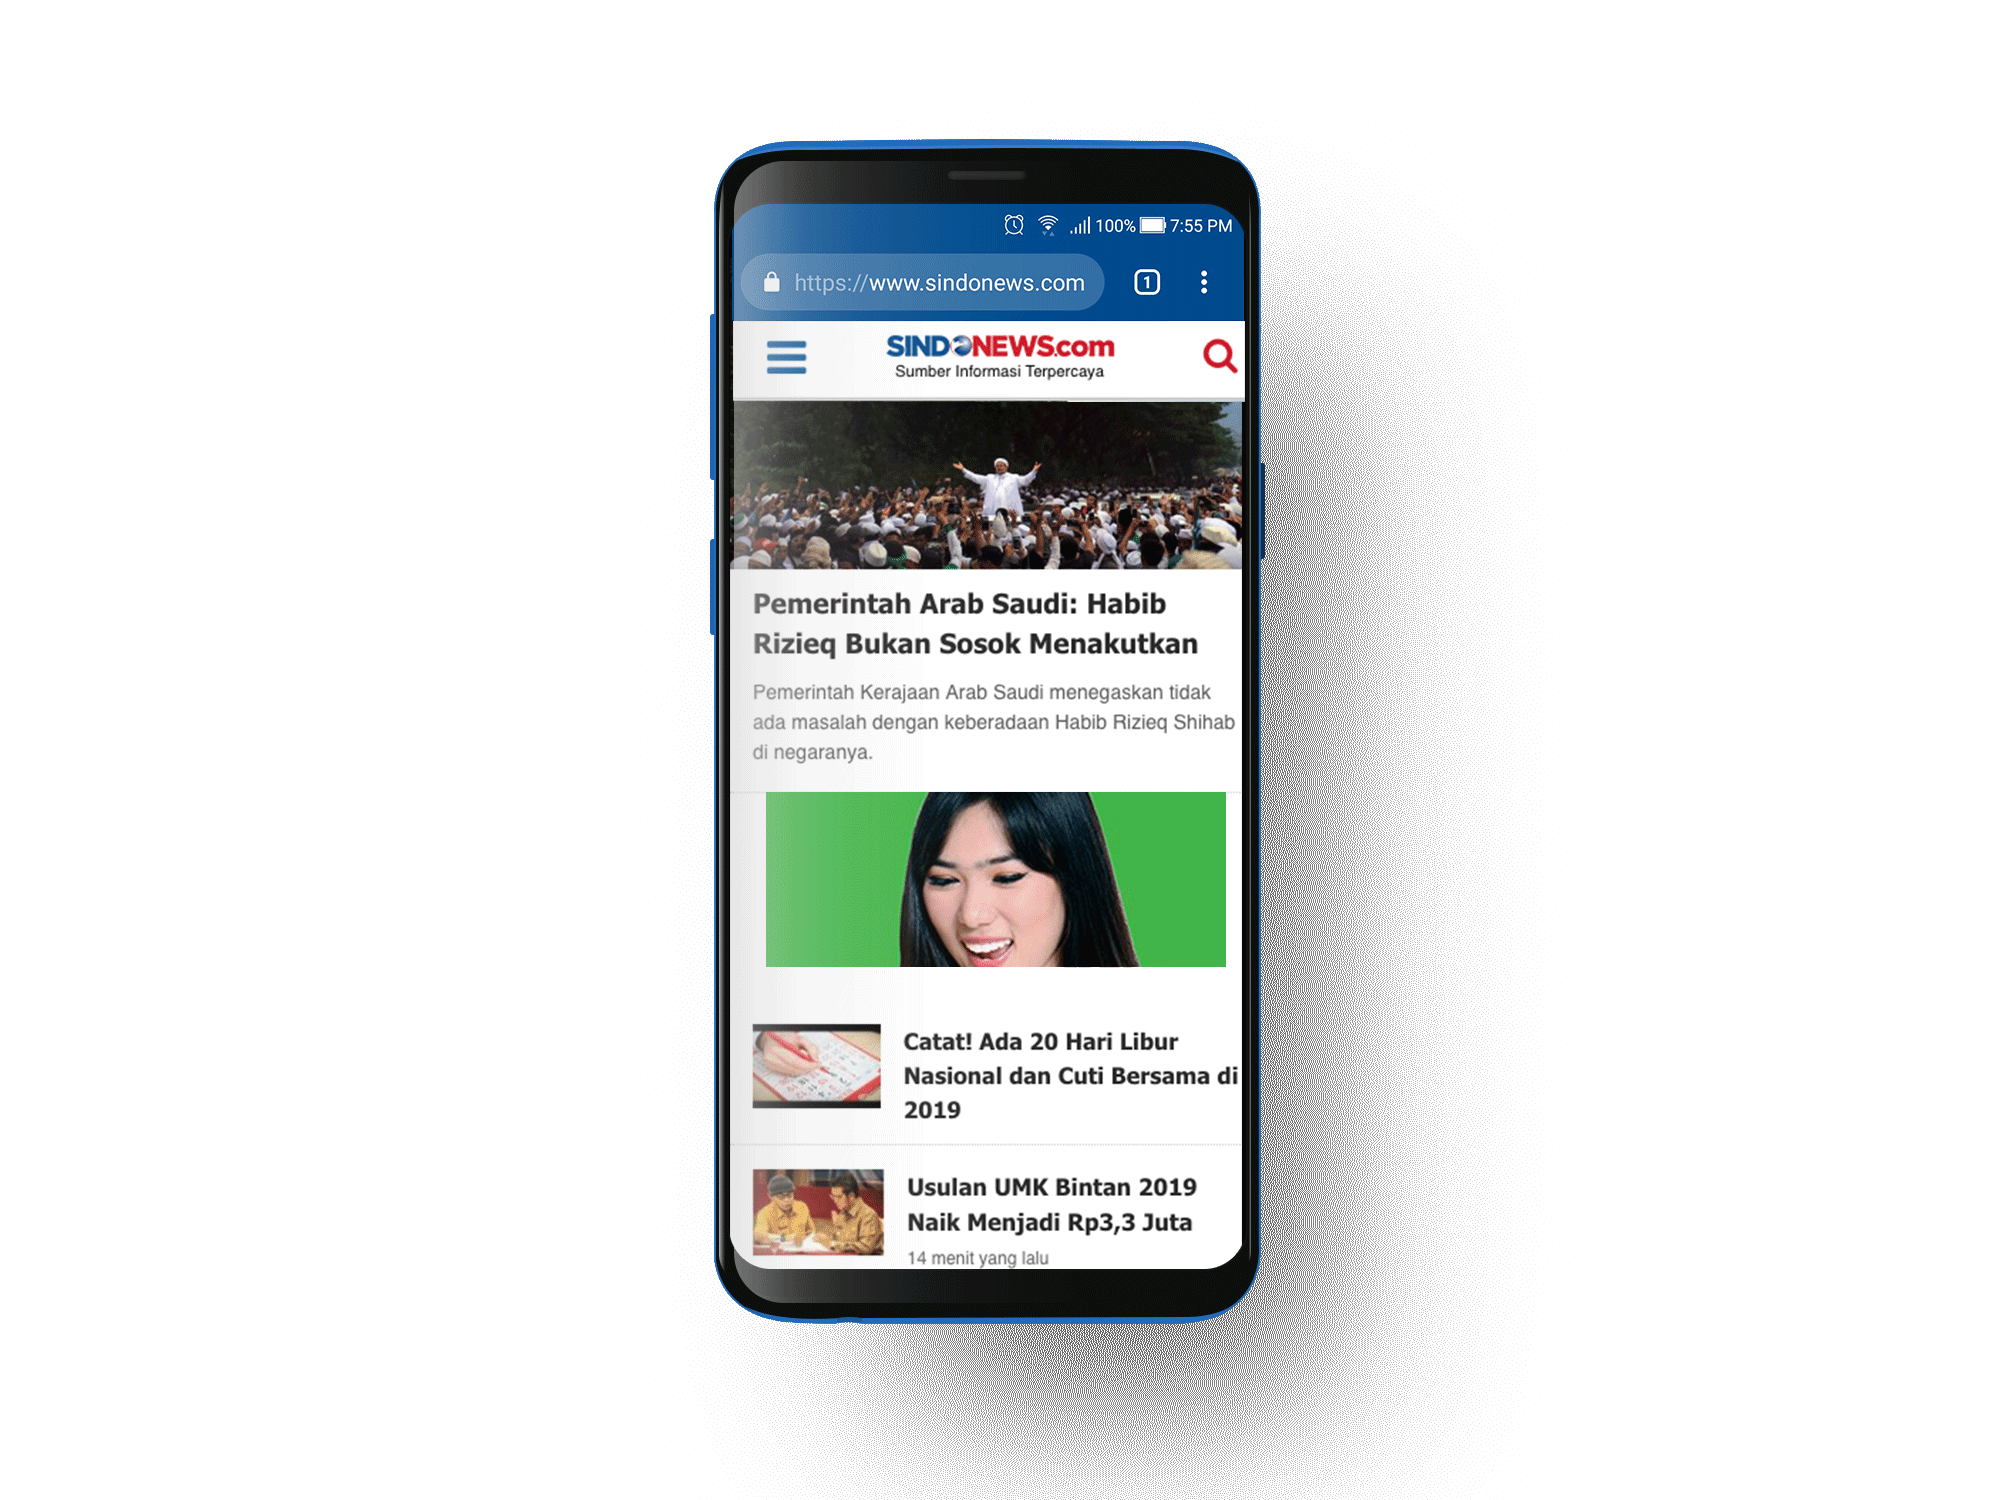 100% 7:55 PM
https://www.sindonews.com 1
SINDONEWS.com
Sumber Informasi Terpercaya
Pemerintah Arab Saudi: Habib
Rizieq Bukan Sosok Menakutkan
Pemerintah Kerajaan Arab Saudi menegaskan tidak
ada masalah dengan keberadaan Habib Rizieq Shihab
di negaranya.
Catat! Ada 20 Hari Libur
Nasional dan Cuti Bersama di
2019
Usulan UMK Bintan 2019
Naik Menjadi Rp3,3 Juta
14 menit yang lalu